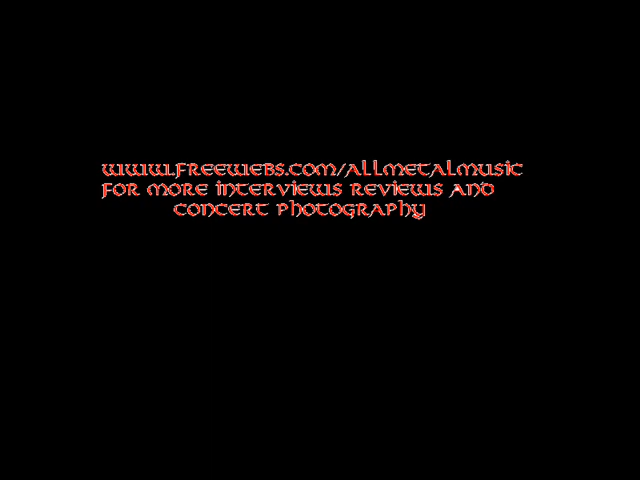 www.freewebs.com/allmetalmusic
for more interviews reviews and
concert photography